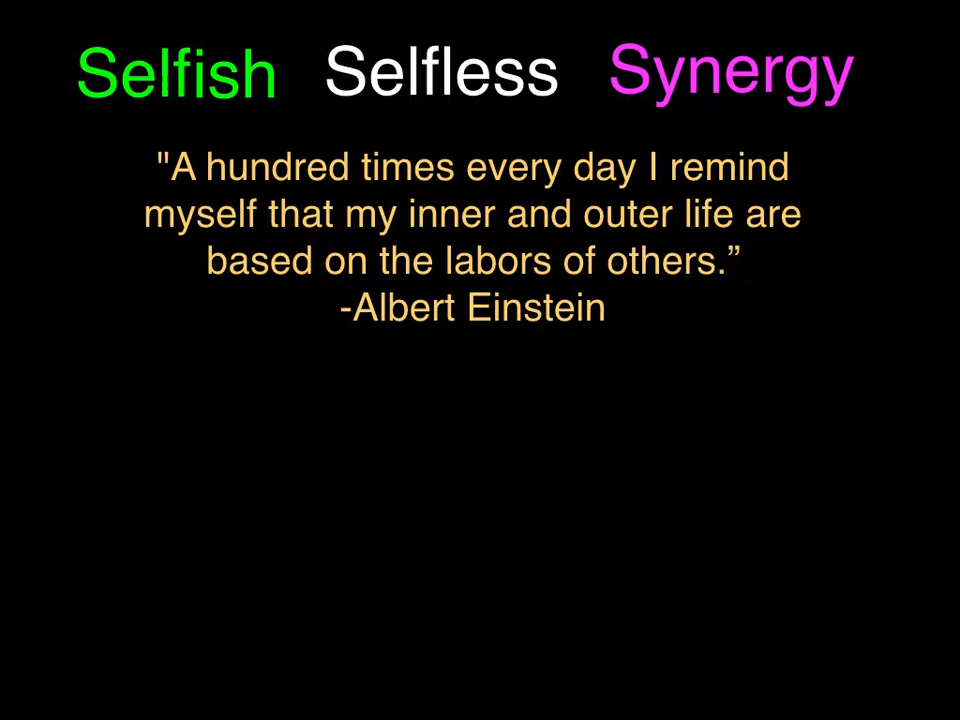 Selfish Selfless Synergy
"A hundred times every day I remind
myself that my inner and outer life are
based on the labors of others.”
-Albert Einstein